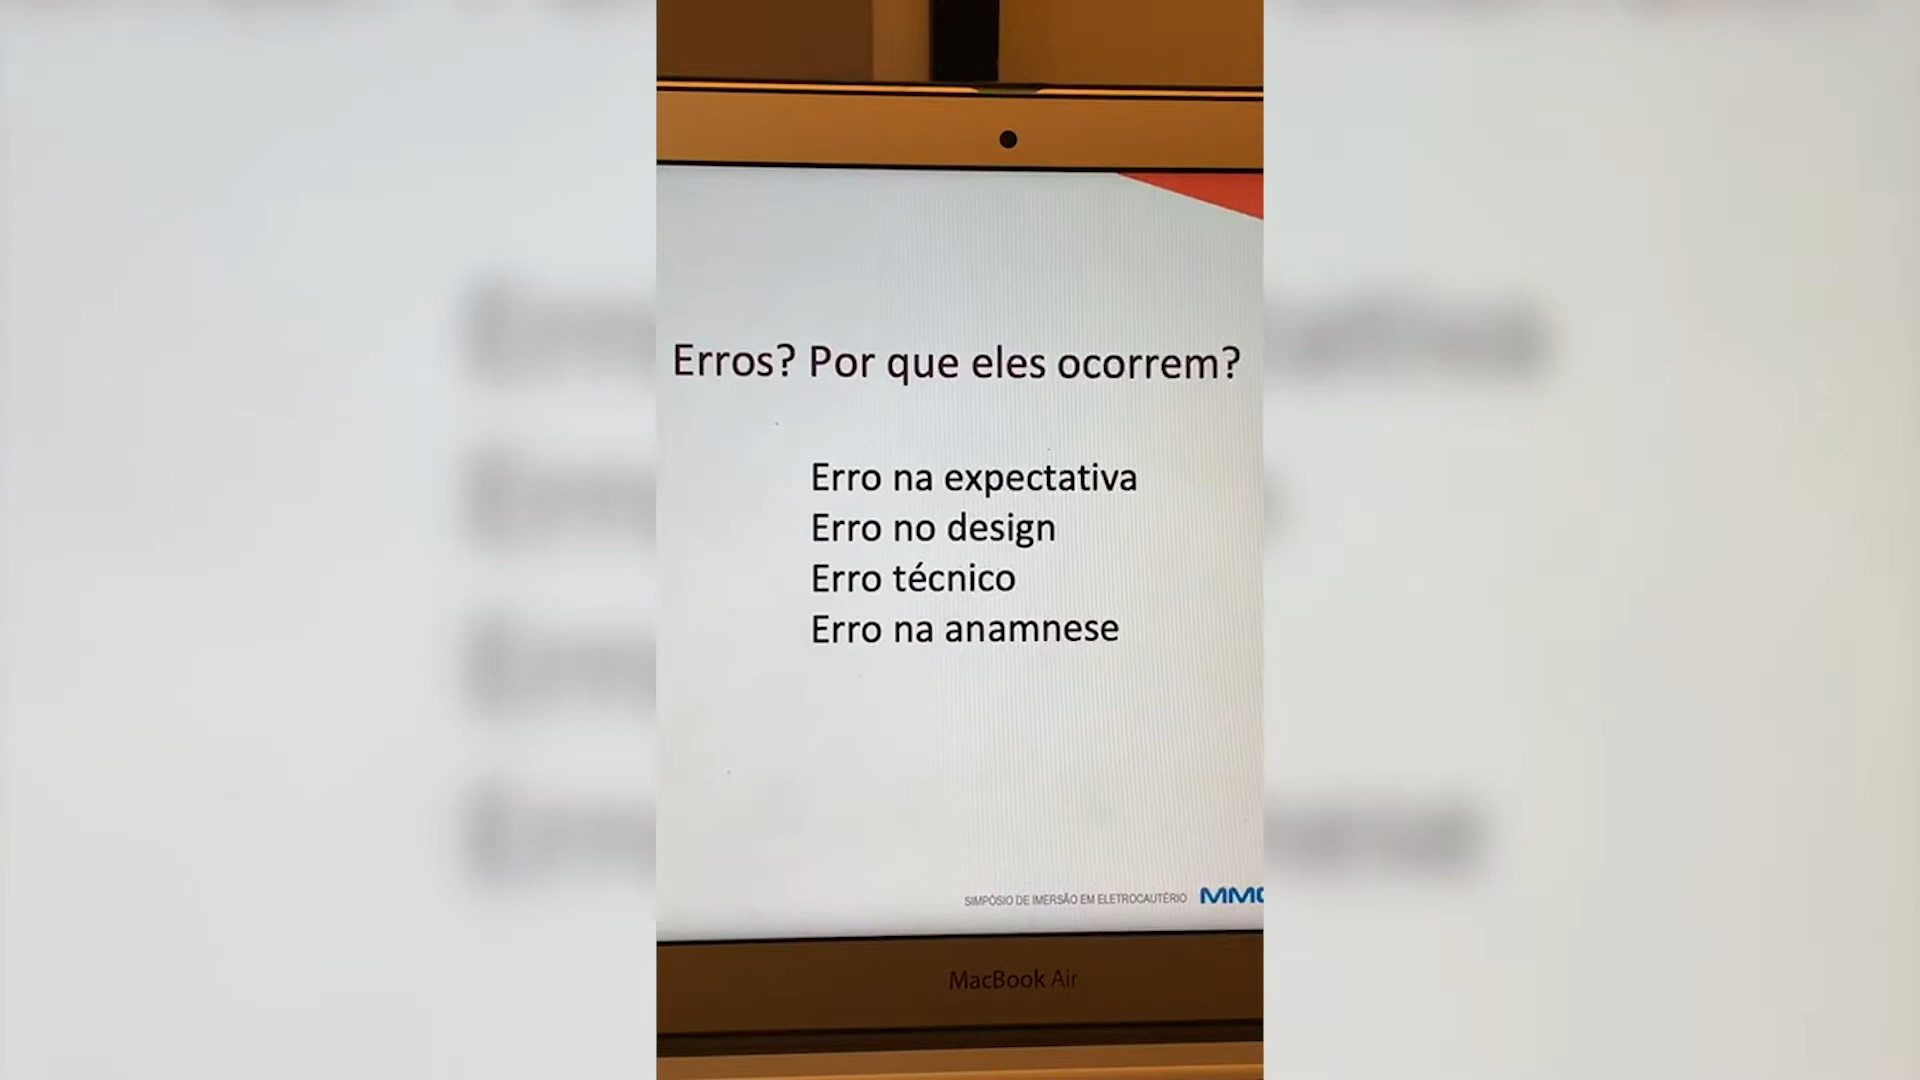 Erros? Por que eles ocorrem?
Erro na expectativa
Erro no design
Erro técnico
Erro na anamnese
SIMPÓSIO DE IMERSÃO EM ELETROCAUTÉRIO
MacBook Air